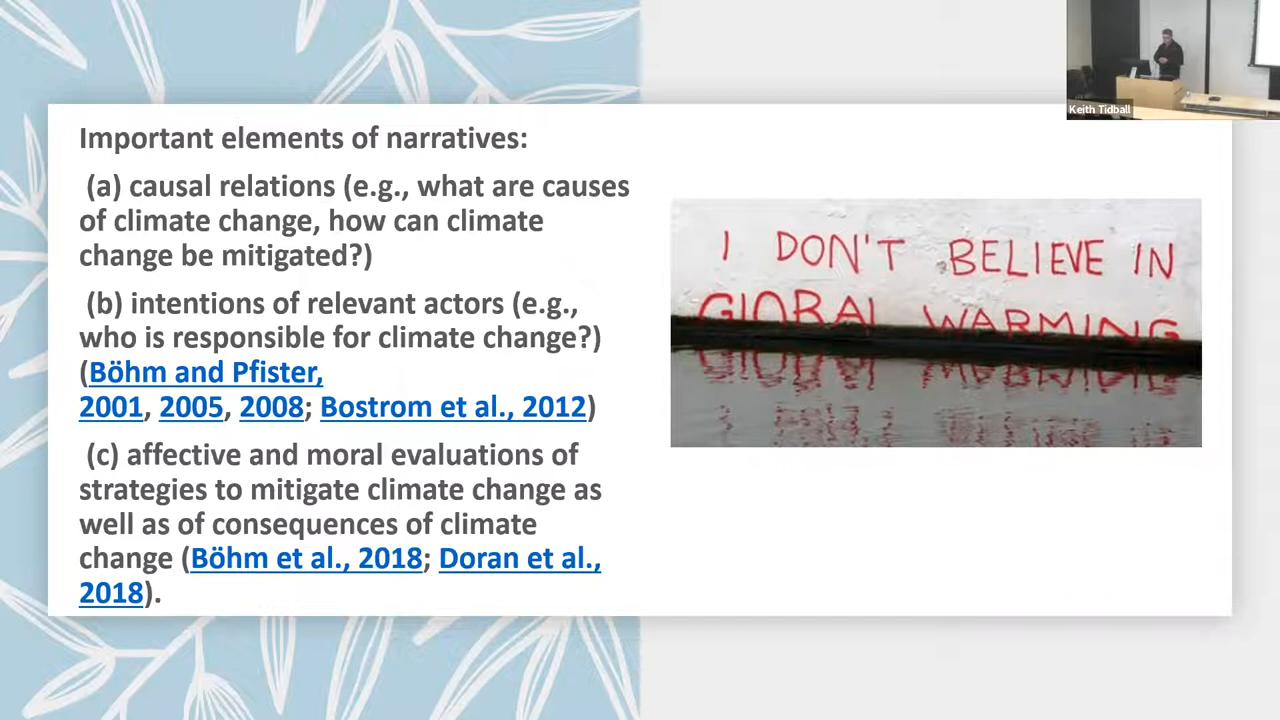 Important elements of narratives:
(a) causal relations (e.g., what are causes
of climate change, how can climate
change be mitigated?)
(b) intentions of relevant actors (e.g.,
who is responsible for climate change?)
(Böhm and Pfister,
2001, 2005, 2008; Bostrom et al., 2012)
(c) affective and moral evaluations of
strategies to mitigate climate change as
well as of consequences of climate
change (Böhm et al., 2018; Doran et al.,
2018).
I DON'T BELIEVE IN
GLOBAL WARMING
Keith Tidball